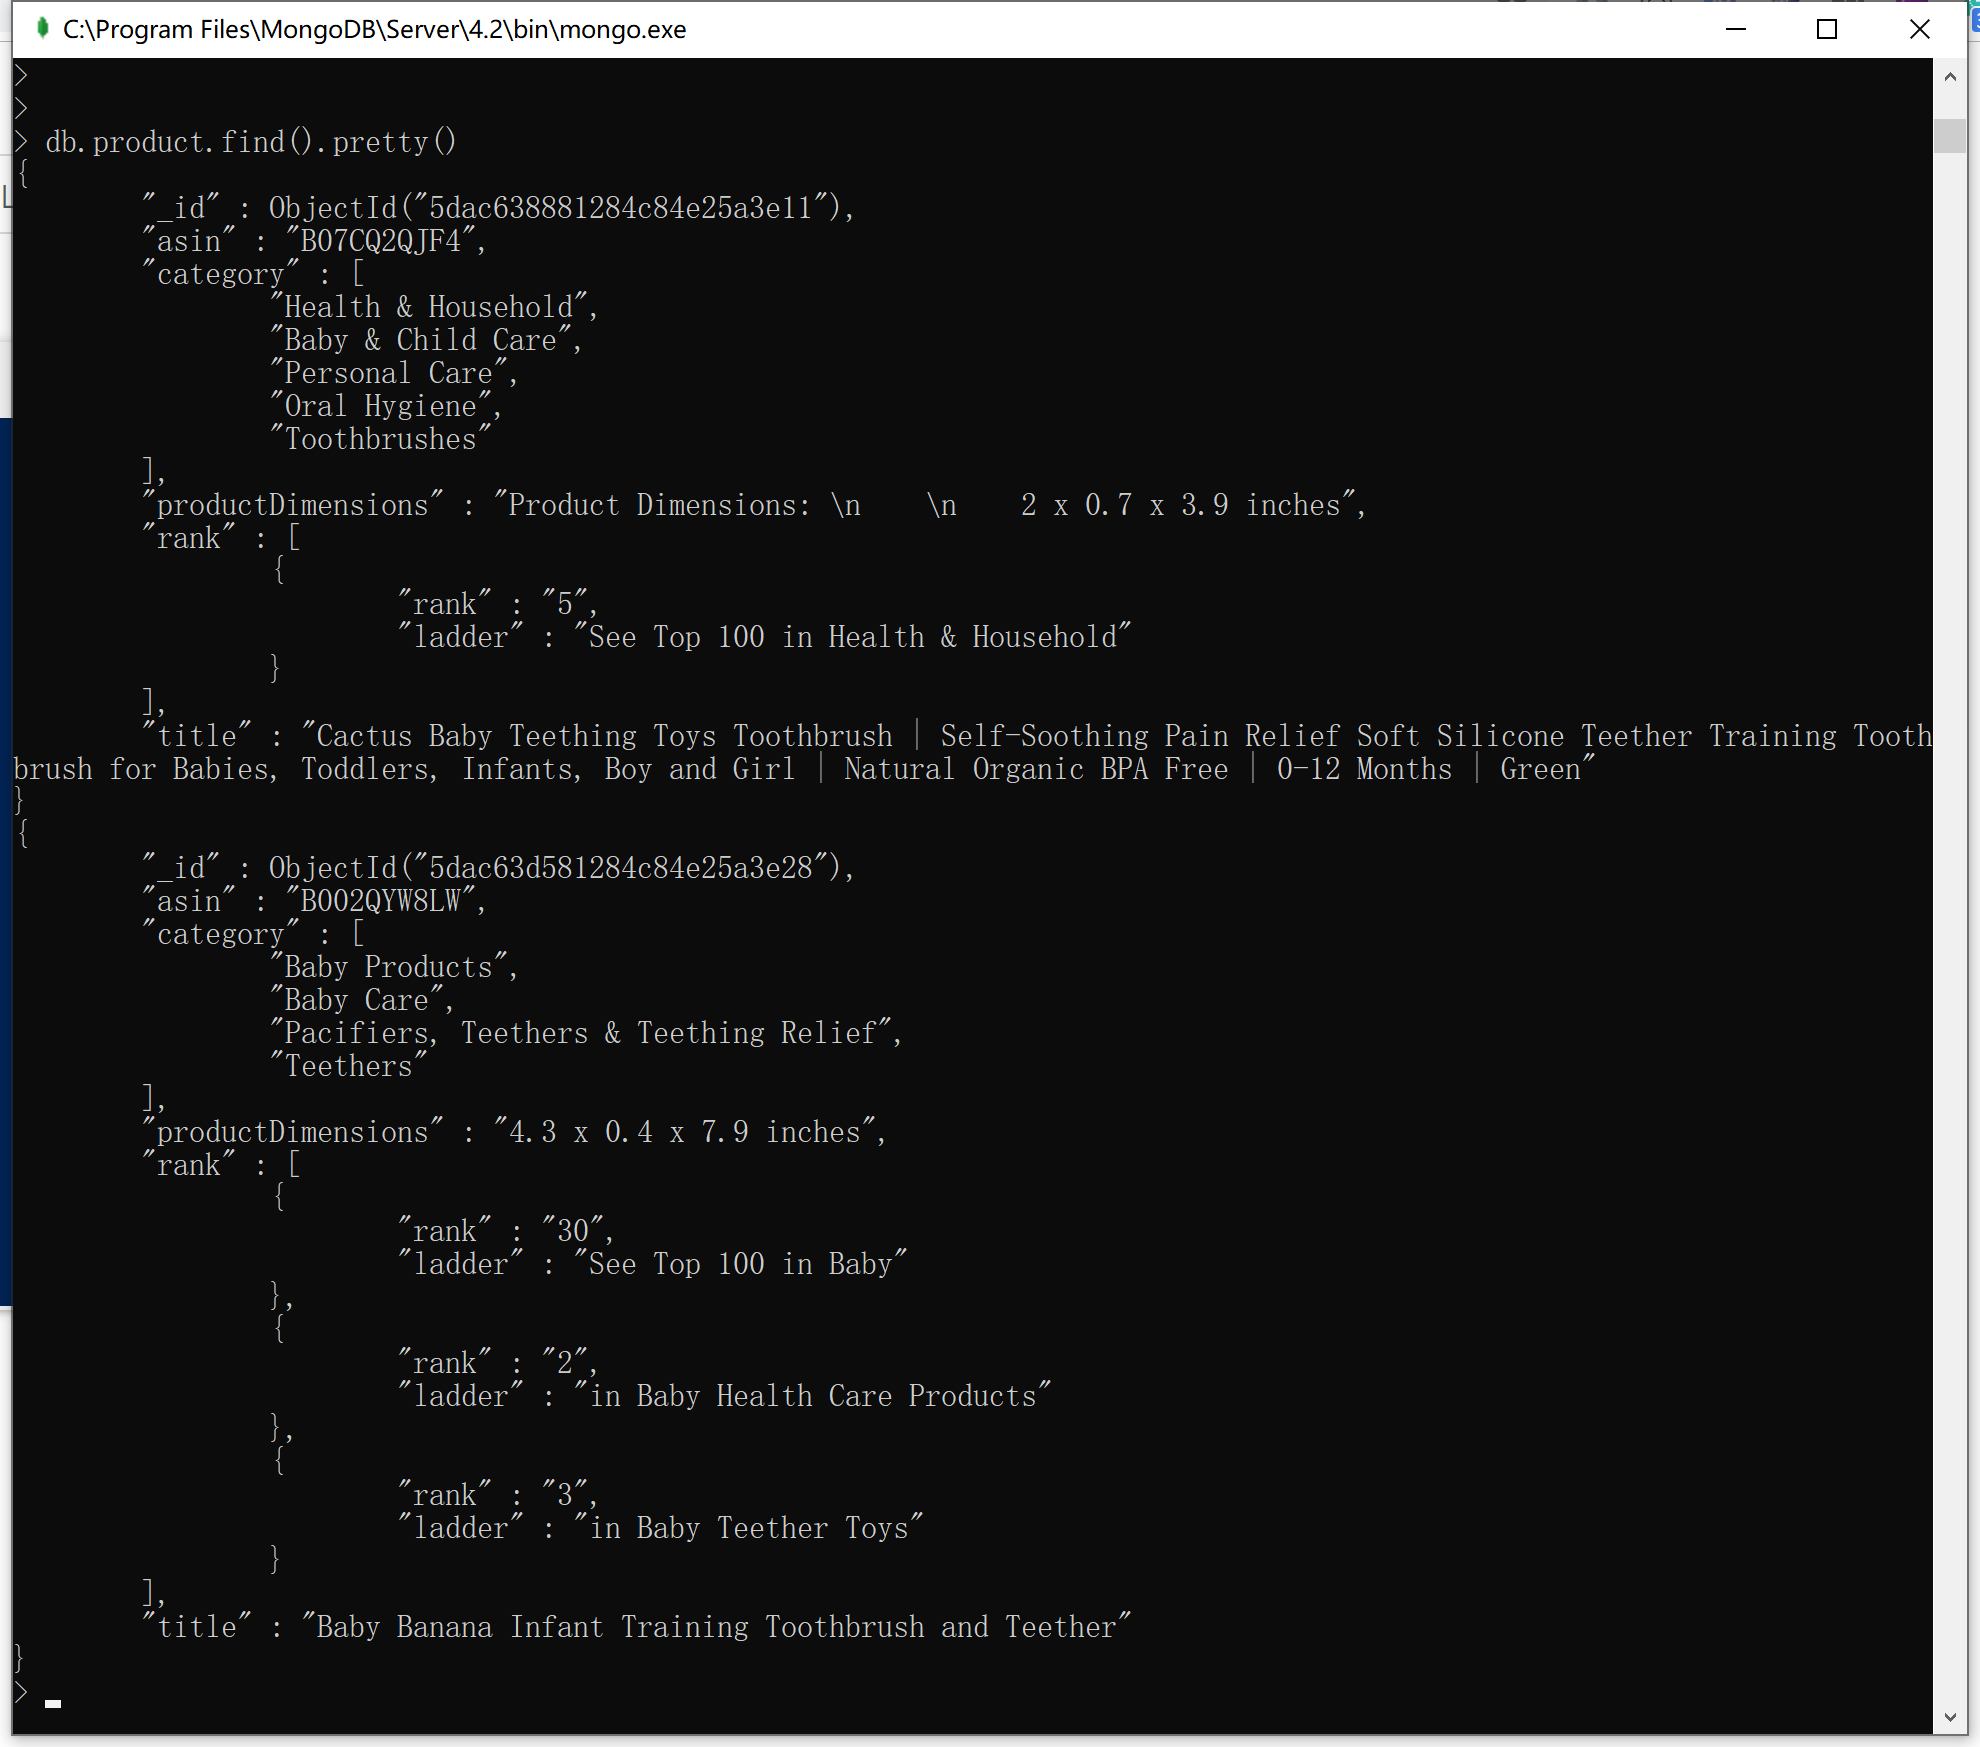 C:\Program Files\MongoDB\Server\4.2\bin\mongo.exe
>
>
> db.product.find().pretty()
{
"_id" : ObjectId("5dac638881284c84e25a3e11"),
"asin" : "B07CQ2QJF4",
"category" : [
"Health & Household",
"Baby & Child Care",
"Personal Care",
"Oral Hygiene",
"Toothbrushes"
],
"productDimensions" : "Product Dimensions: \n    \n    2 x 0.7 x 3.9 inches",
"rank" : [
{
"rank" : "5",
"ladder" : "See Top 100 in Health & Household"
}
],
"title" : "Cactus Baby Teething Toys Toothbrush | Self-Soothing Pain Relief Soft Silicone Teether Training Tooth
brush for Babies, Toddlers, Infants, Boy and Girl | Natural Organic BPA Free | 0-12 Months | Green"
}
{
"_id" : ObjectId("5dac63d581284c84e25a3e28"),
"asin" : "B002QYW8LW",
"category" : [
"Baby Products",
"Baby Care",
"Pacifiers, Teethers & Teething Relief",
"Teethers"
],
"productDimensions" : "4.3 x 0.4 x 7.9 inches",
"rank" : [
{
"rank" : "30",
"ladder" : "See Top 100 in Baby"
},
{
"rank" : "2",
"ladder" : "in Baby Health Care Products"
},
{
"rank" : "3",
"ladder" : "in Baby Teether Toys"
}
],
"title" : "Baby Banana Infant Training Toothbrush and Teether"
}
>